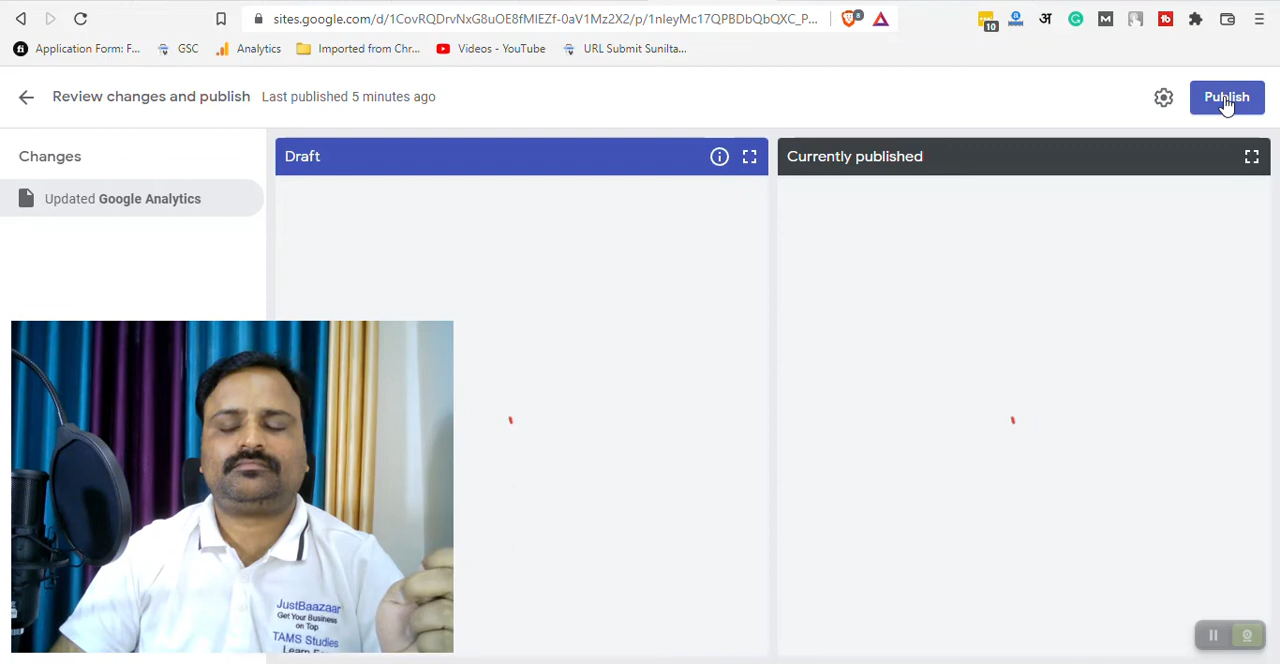 sites.google.com/d/1CovRQDrvNxG8uOE8fMIEZf-0aV1Mz2X2/p/1nleyMc17QPBDbQbQXC_P...
8
10
अ
M
Application Form: F...
GSC
Analytics
Imported from Chr...
Videos - YouTube
URL Submit Sunilta...
Review changes and publish
Last published 5 minutes ago
Publish
Changes
Draft
Currently published
Updated Google Analytics
JustBaazaar
Get Your Business
on Top
TAMS Studies